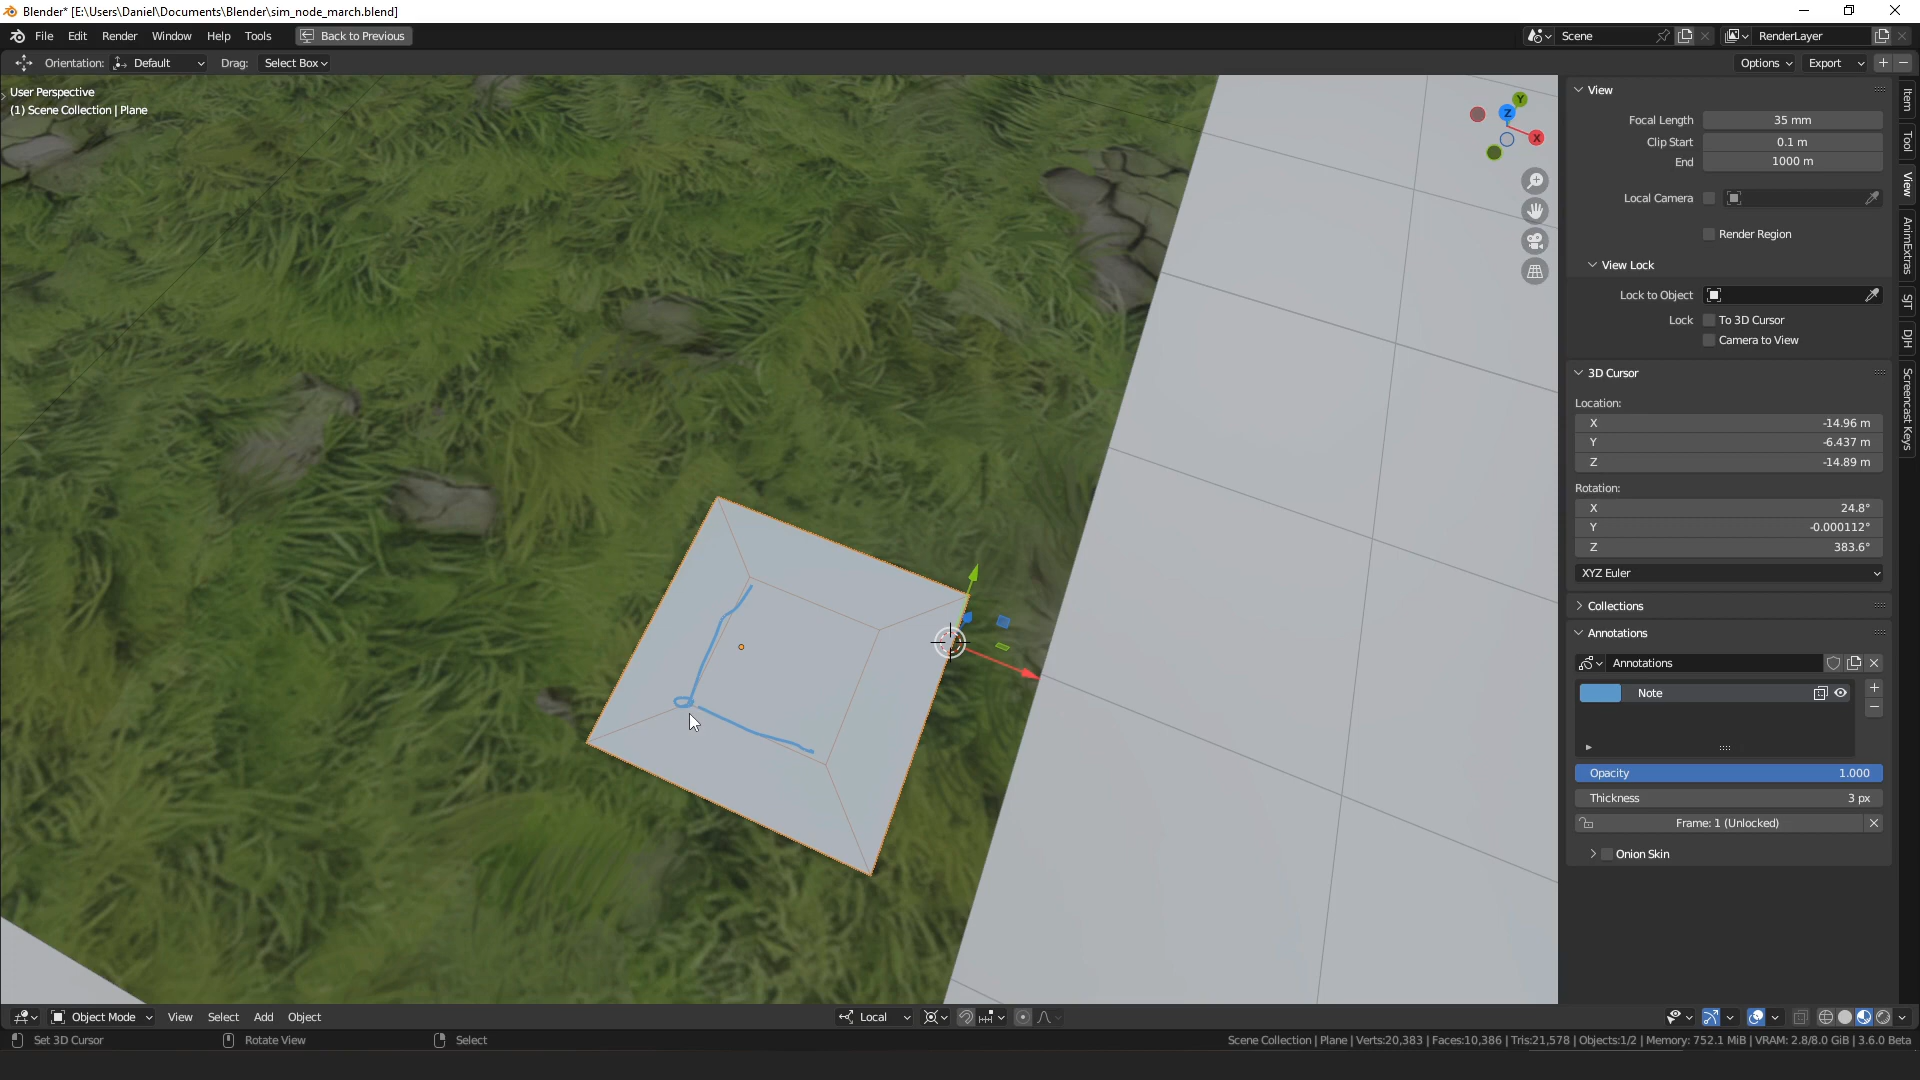 Blender* [E:\Users\Daniel\Documents\Blender\sim_node_march.blend]
File Edit Render Window Help Tools Back to Previous Scene RenderLayer
Orientation: Default Drag: Select Box Options Export
User Perspective
(1) Scene Collection | Plane
Y
Z
X
View
Focal Length 35 mm
Clip Start 0.1 m
End 1000 m
Local Camera
Render Region
View Lock
Lock to Object
Lock To 3D Cursor
Camera to View
3D Cursor
Location:
X -14.96 m
Y -6.437 m
Z -14.89 m
Rotation:
X 24.8°
Y -0.000112°
Z 383.6°
XYZ Euler
Collections
Annotations
Annotations
Note
Opacity 1.000
Thickness 3 px
Frame: 1 (Unlocked)
Onion Skin
Item
Tool
View
AnimExtras
SJT
DJH
Screencast Keys
Object Mode View Select Add Object Local
Set 3D Cursor Rotate View Select Scene Collection | Plane | Verts:20,383 | Faces:10,386 | Tris:21,578 | Objects:1/2 | Memory: 752.1 MiB | VRAM: 2.8/8.0 GiB | 3.6.0 Beta